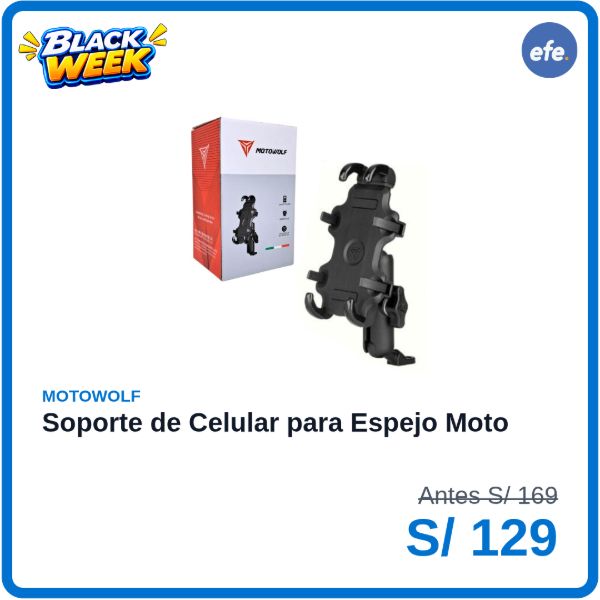 BLACK
WEEK
efe.
MOTOWOLF
MOTOWOLF
Soporte de Celular para Espejo Moto
Antes S/ 169
S/ 129